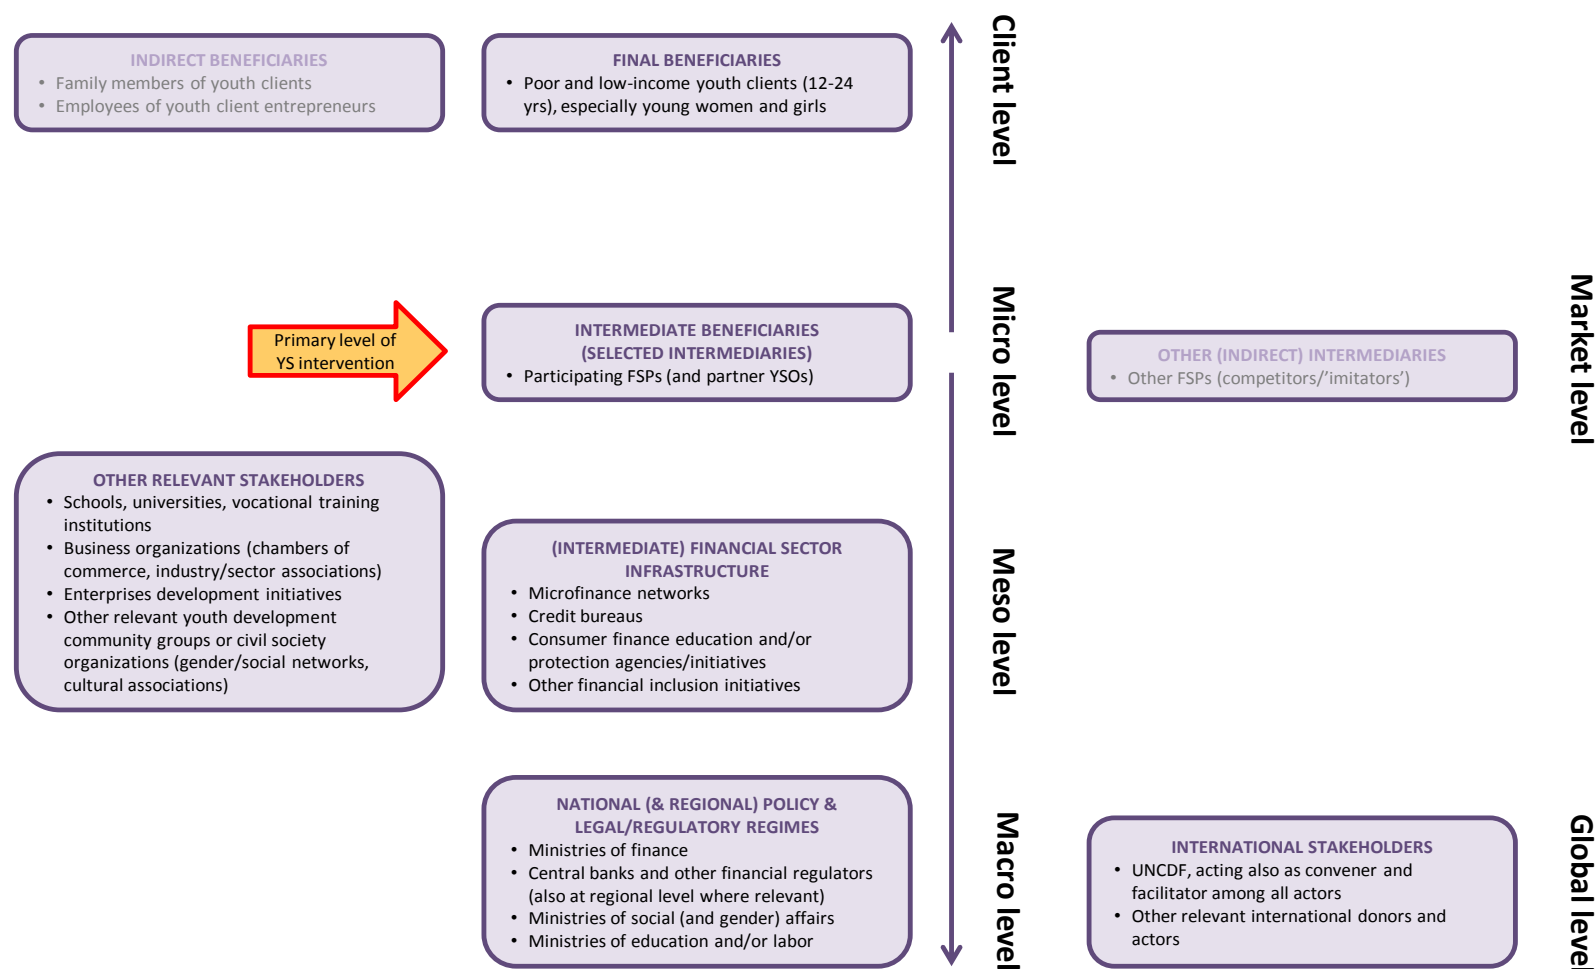 INDIRECT BENEFICIARIES
• Family members of youth clients
• Employees of youth client entrepreneurs
FINAL BENEFICIARIES
• Poor and low-income youth clients (12-24
yrs), especially young women and girls
Client level
Primary level of
YS intervention
INTERMEDIATE BENEFICIARIES
(SELECTED INTERMEDIARIES)
• Participating FSPs (and partner YSOs)
Micro level
OTHER (INDIRECT) INTERMEDIARIES
• Other FSPs (competitors/’imitators’)
Market level
OTHER RELEVANT STAKEHOLDERS
• Schools, universities, vocational training
institutions
• Business organizations (chambers of
commerce, industry/sector associations)
• Enterprises development initiatives
• Other relevant youth development
community groups or civil society
organizations (gender/social networks,
cultural associations)
(INTERMEDIATE) FINANCIAL SECTOR
INFRASTRUCTURE
• Microfinance networks
• Credit bureaus
• Consumer finance education and/or
protection agencies/initiatives
• Other financial inclusion initiatives
Meso level
NATIONAL (& REGIONAL) POLICY &
LEGAL/REGULATORY REGIMES
• Ministries of finance
• Central banks and other financial regulators
(also at regional level where relevant)
• Ministries of social (and gender) affairs
• Ministries of education and/or labor
Macro level
INTERNATIONAL STAKEHOLDERS
• UNCDF, acting also as convener and
facilitator among all actors
• Other relevant international donors and
actors
Global level